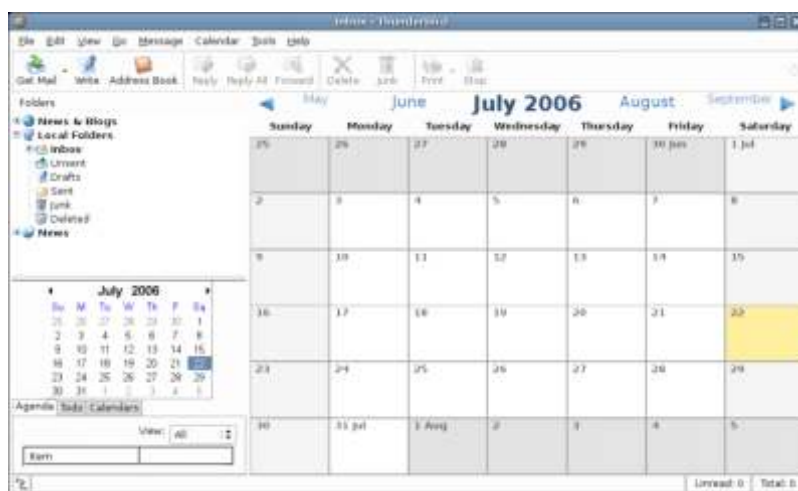 Inbox - Thunderbird
File Edit View Go Message Calendar Tools Help
Get Mail Write Address Book Reply Reply All Forward Delete Junk Print Stop
Folders
News & Blogs
Local Folders
Inbox
Unsent
Drafts
Sent
Junk
Deleted
News
May June July 2006 August September
Sunday Monday Tuesday Wednesday Thursday Friday Saturday
25 26 27 28 29 30 Jun 1 Jul
2 3 4 5 6 7 8
9 10 11 12 13 14 15
16 17 18 19 20 21 22
23 24 25 26 27 28 29
30 31 Jul 1 Aug 2 3 4 5
July 2006
Su M Tu W Th F Sa
25 26 27 28 29 30 1
2 3 4 5 6 7 8
9 10 11 12 13 14 15
16 17 18 19 20 21 22
23 24 25 26 27 28 29
30 31 1 2 3 4 5
Agenda Todo Calendars
View: All
Item
Unread: 0 Total: 0